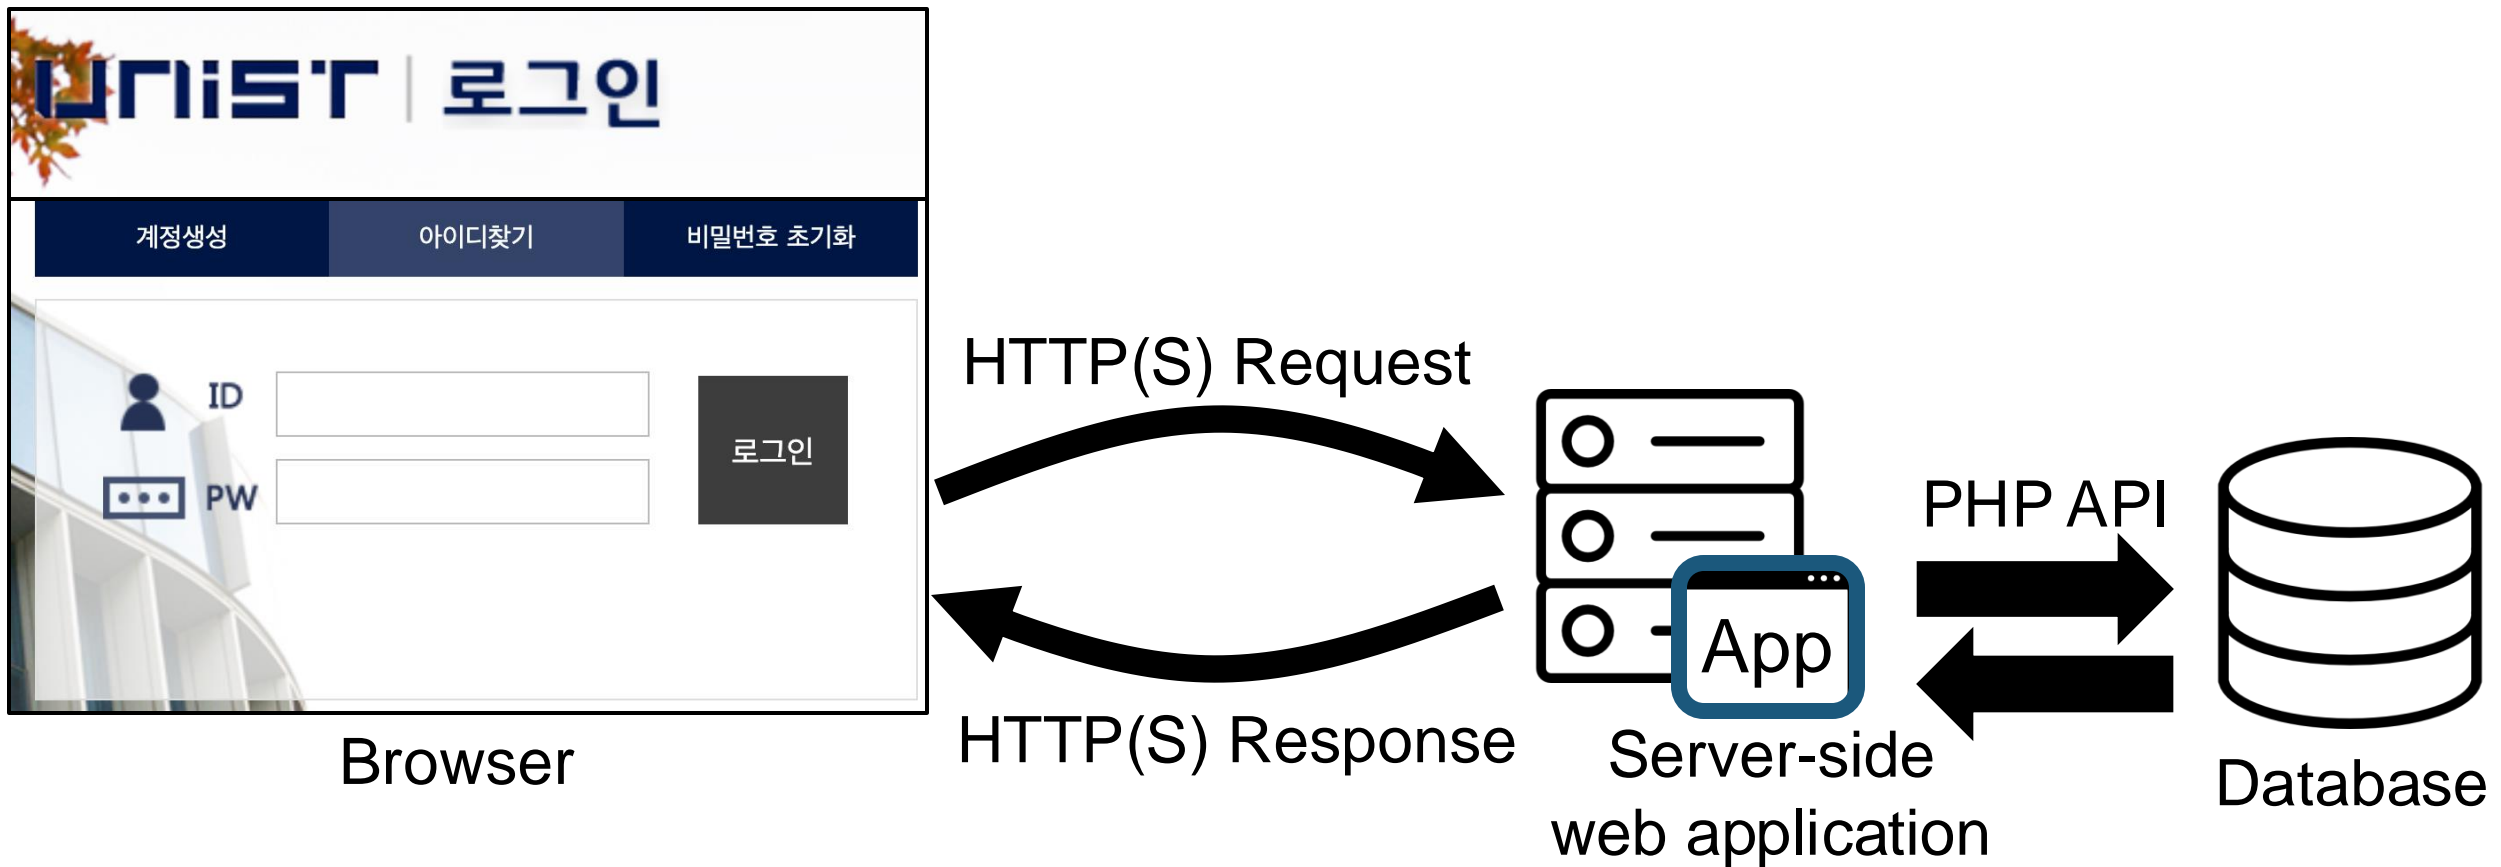 UNIST 로그인
계정생성 아이디찾기 비밀번호 초기화
ID
로그인
PW
Browser
HTTP(S) Request
HTTP(S) Response
App
Server-side
web application
PHP API
Database